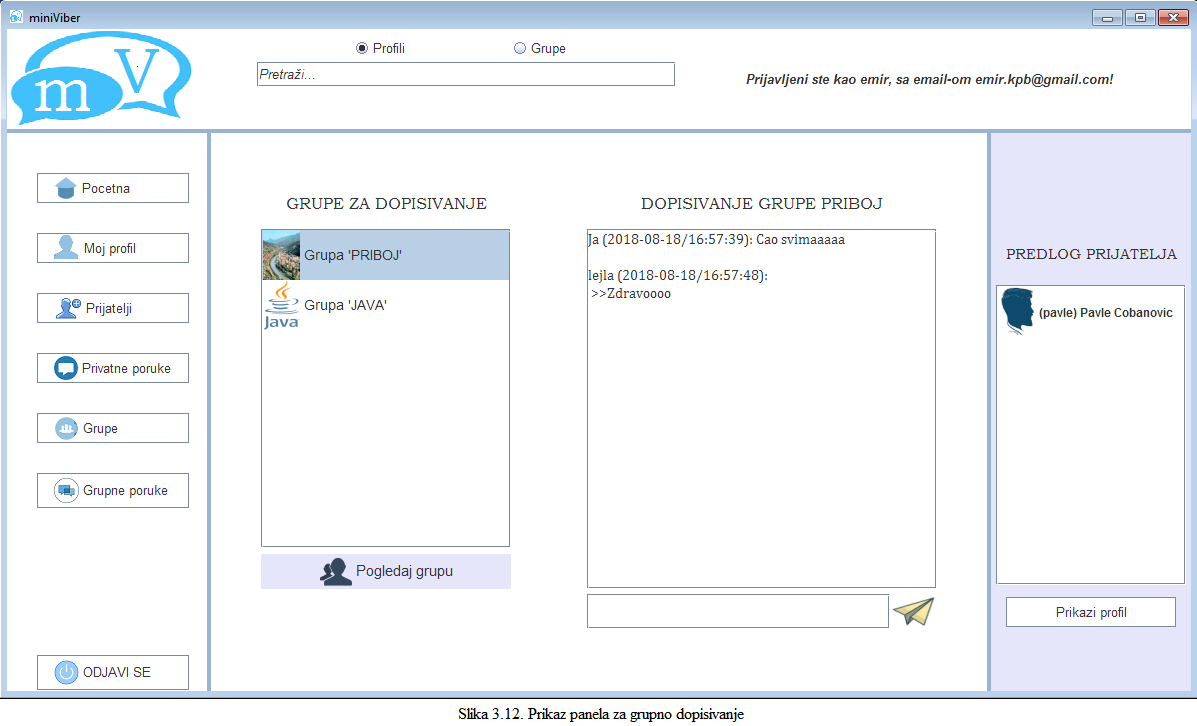 miniViber
m V
Profili
Grupe
Pretraži...
Prijavljeni ste kao emir, sa email-om emir.kpb@gmail.com!
Pocetna
Moj profil
Prijatelji
Privatne poruke
Grupe
Grupne poruke
ODJAVI SE
GRUPE ZA DOPISIVANJE
Grupa 'PRIBOJ'
Java
Grupa 'JAVA'
Pogledaj grupu
DOPISIVANJE GRUPE PRIBOJ
Ja (2018-08-18/16:57:39): Cao svimaaaaa
lejla (2018-08-18/16:57:48):
>>Zdravoooo
PREDLOG PRIJATELJA
(pavle) Pavle Cobanovic
Prikazi profil
Slika 3.12. Prikaz panela za grupno dopisivanje